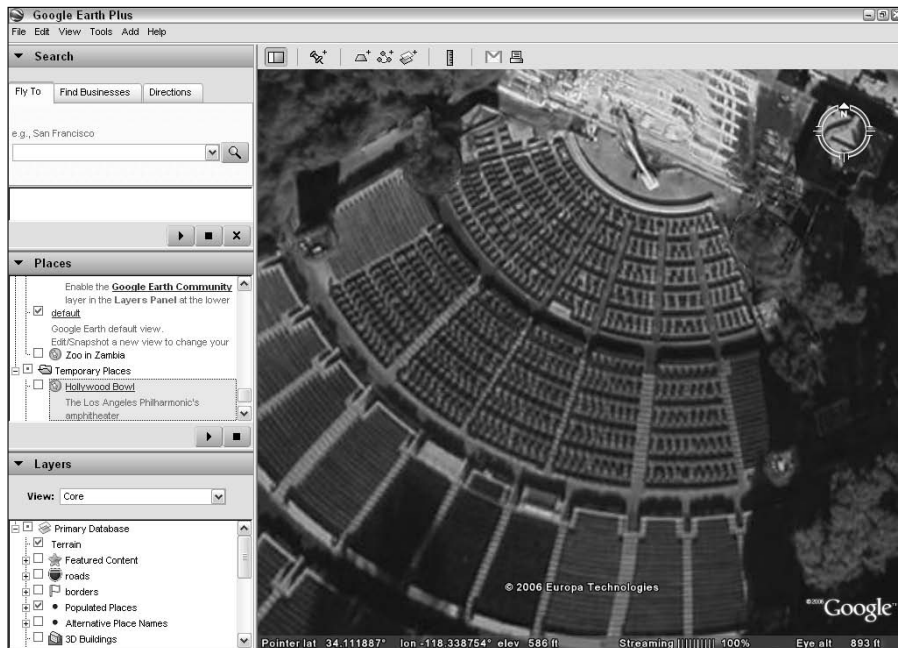 Google Earth Plus
File Edit View Tools Add Help
Search
Fly To Find Businesses Directions
e.g., San Francisco
Places
Enable the Google Earth Community
layer in the Layers Panel at the lower
default
Google Earth default view.
Edit/Snapshot a new view to change your
Zoo in Zambia
Temporary Places
Hollywood Bowl
The Los Angeles Philharmonic's
amphitheater
Layers
View: Core
Primary Database
Terrain
Featured Content
roads
borders
Populated Places
Alternative Place Names
3D Buildings
N
© 2006 Europa Technologies
©2006 Google™
Pointer lat 34.111887° lon -118.338754° elev 586 ft Streaming |||||||||| 100% Eye alt 893 ft